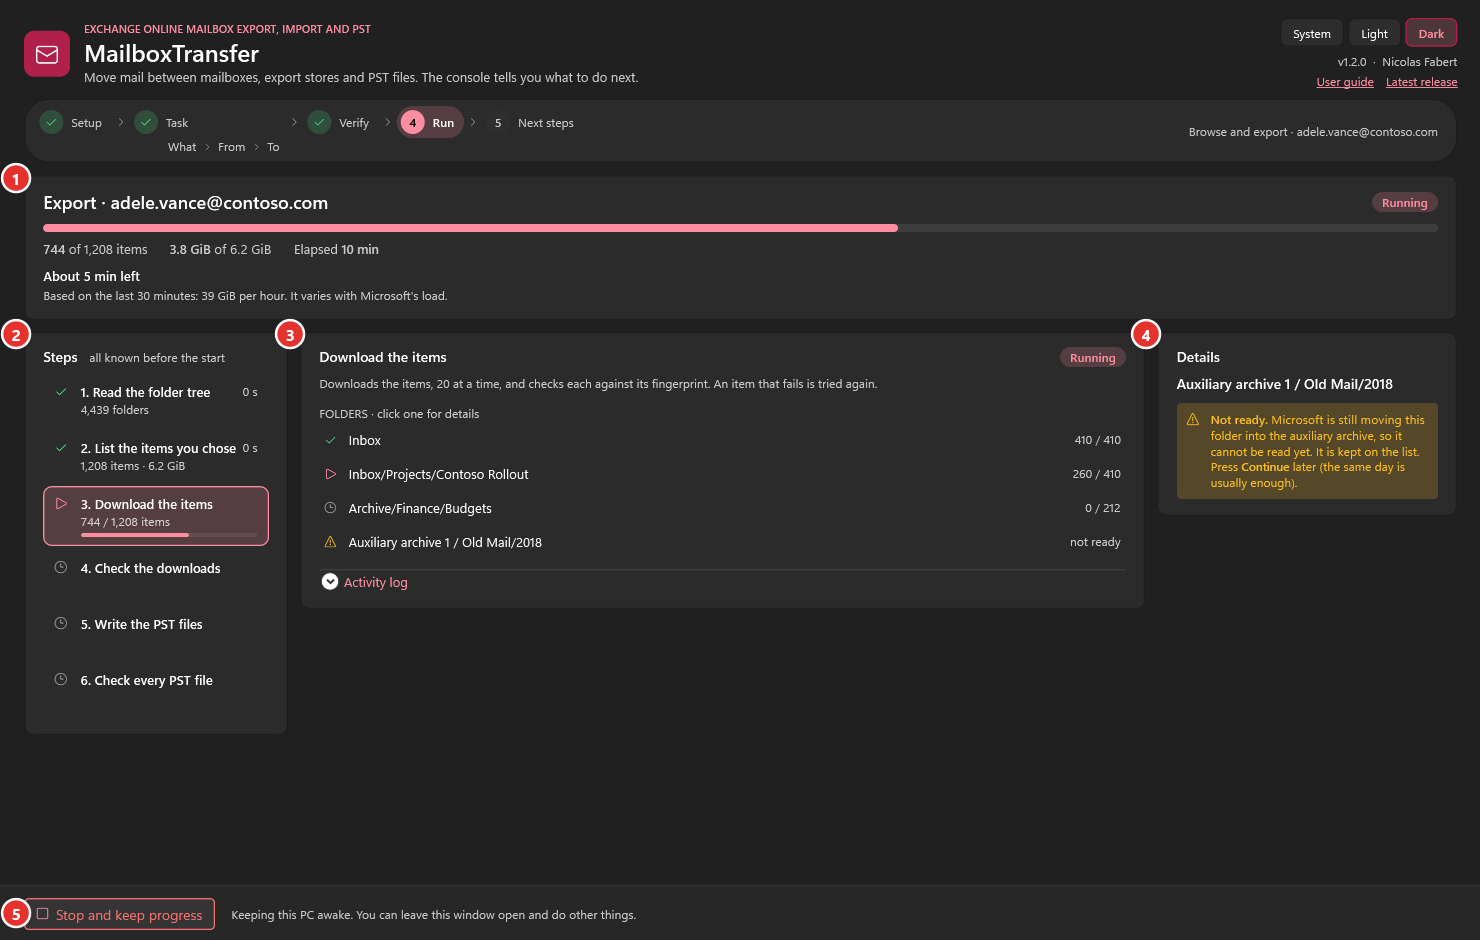 EXCHANGE ONLINE MAILBOX EXPORT, IMPORT AND PST
MailboxTransfer
Move mail between mailboxes, export stores and PST files. The console tells you what to do next.
System
Light
Dark
v1.2.0 · Nicolas Fabert
User guide
Latest release
Setup
Task
Verify
4
Run
5
Next steps
What
From
To
Browse and export · adele.vance@contoso.com
1
Export · adele.vance@contoso.com
Running
744 of 1,208 items
3.8 GiB of 6.2 GiB
Elapsed 10 min
About 5 min left
Based on the last 30 minutes: 39 GiB per hour. It varies with Microsoft's load.
2
Steps
all known before the start
1. Read the folder tree
0 s
4,439 folders
2. List the items you chose
0 s
1,208 items · 6.2 GiB
3. Download the items
744 / 1,208 items
4. Check the downloads
5. Write the PST files
6. Check every PST file
3
Download the items
Running
Downloads the items, 20 at a time, and checks each against its fingerprint. An item that fails is tried again.
FOLDERS · click one for details
Inbox
410 / 410
Inbox/Projects/Contoso Rollout
260 / 410
Archive/Finance/Budgets
0 / 212
Auxiliary archive 1 / Old Mail/2018
not ready
Activity log
4
Details
Auxiliary archive 1 / Old Mail/2018
Not ready. Microsoft is still moving this
folder into the auxiliary archive, so it
cannot be read yet. It is kept on the list.
Press Continue later (the same day is
usually enough).
5
Stop and keep progress
Keeping this PC awake. You can leave this window open and do other things.